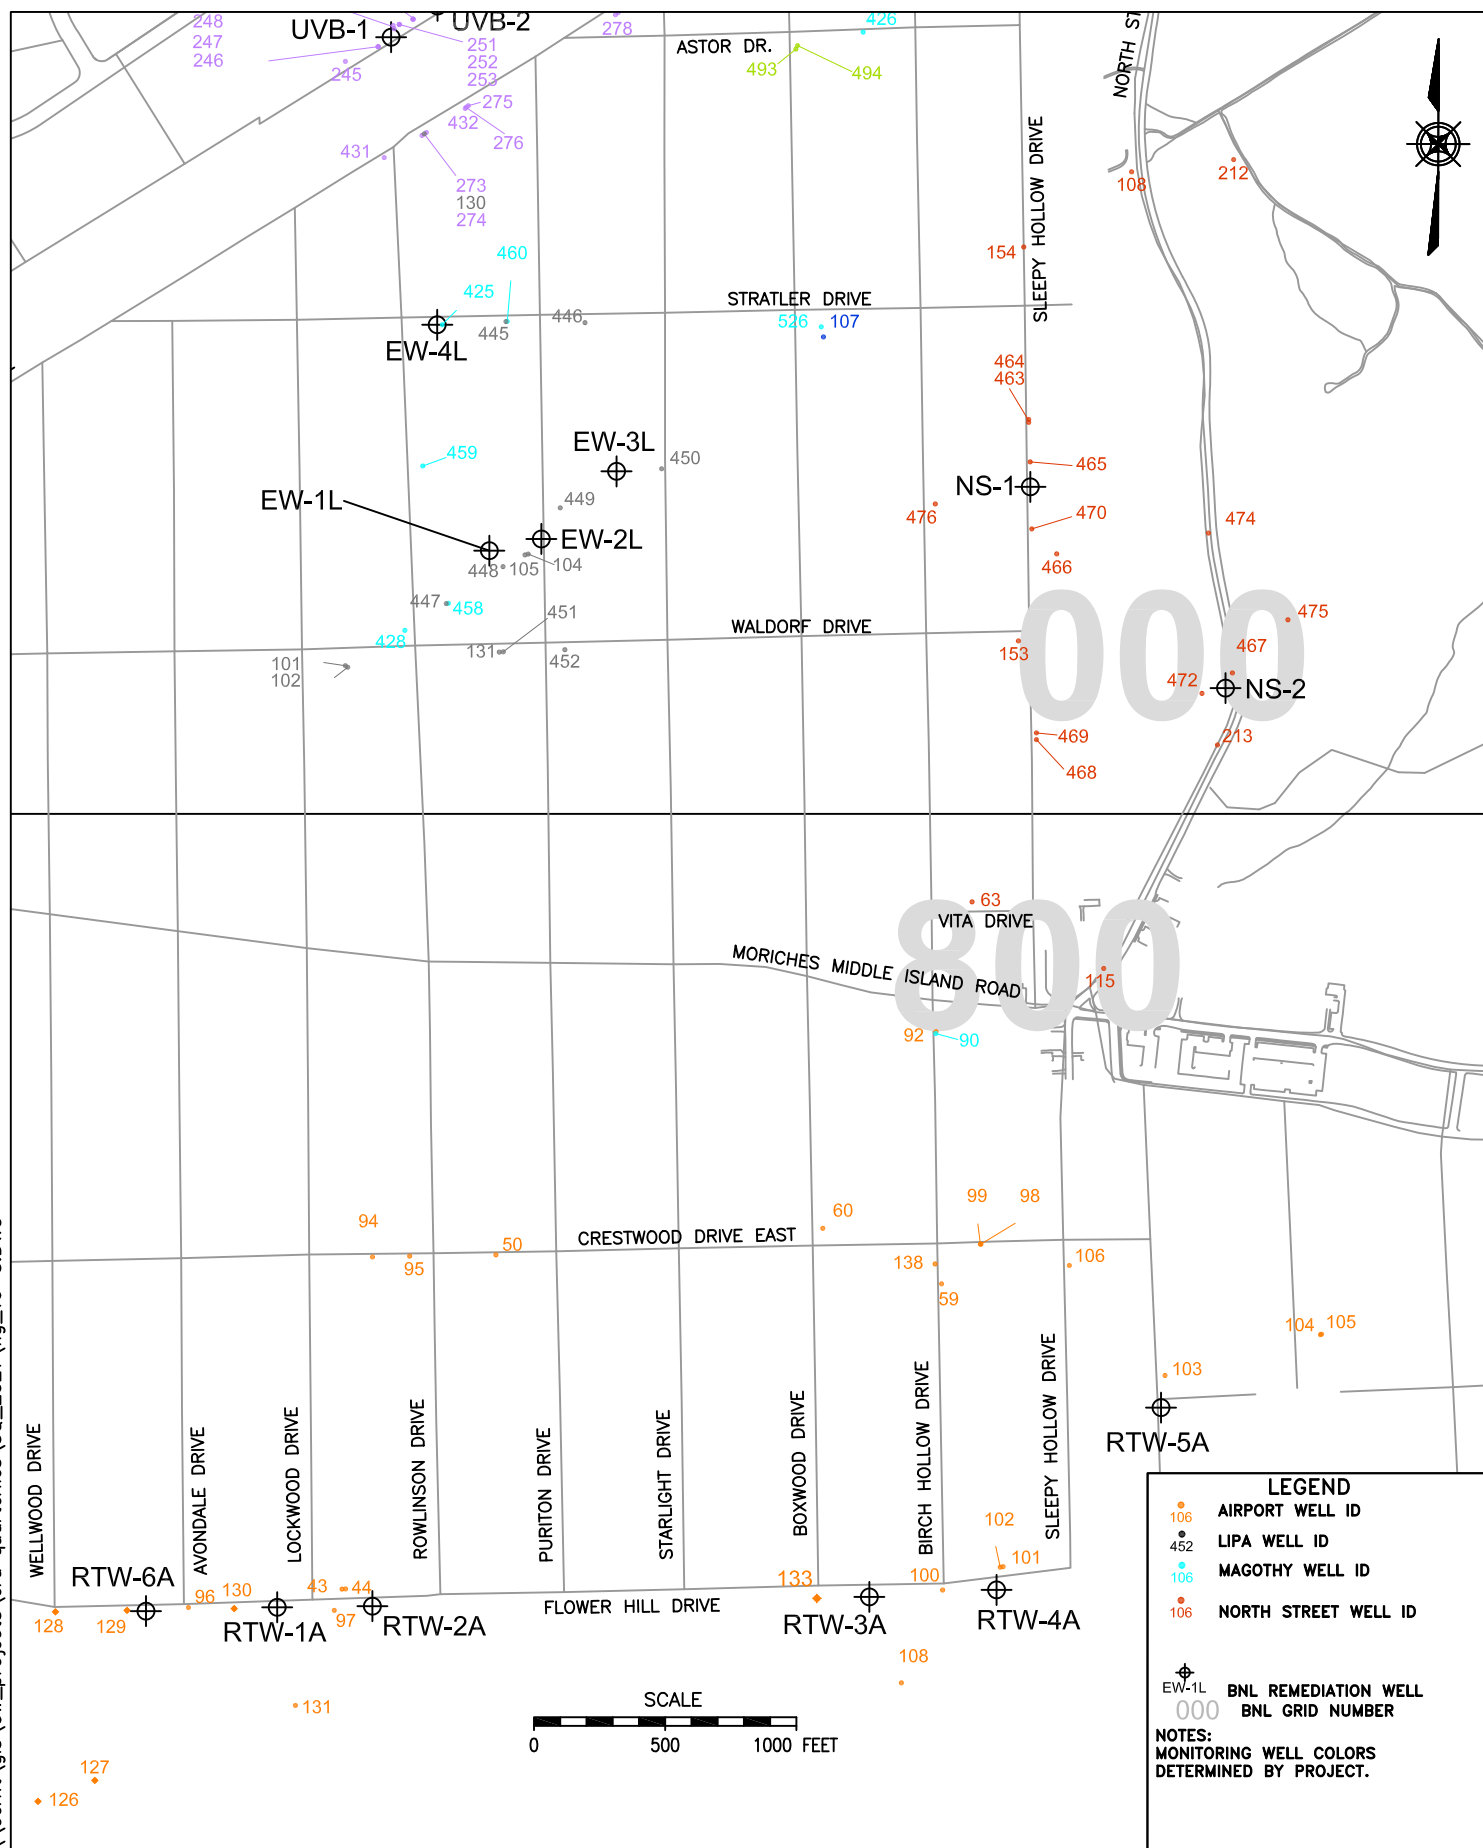 248
247
246
UVB-1
UVB-2
251
252
253
245
278
426
ASTOR DR.
493
494
275
432
276
431
273
130
274
108
212
SLEEPY HOLLOW DRIVE
154
460
425
STRATLER DRIVE
445
446
526
107
EW-4L
464
463
459
EW-3L
450
465
EW-1L
449
NS-1
476
470
474
EW-2L
448
105
104
466
447
458
451
475
WALDORF DRIVE
428
131
452
153
467
000
101
102
472
NS-2
469
213
468
63
VITA DRIVE
800
MORICHES MIDDLE ISLAND ROAD
115
92
90
99
98
60
94
CRESTWOOD DRIVE EAST
50
95
138
106
59
104
105
103
WELLWOOD DRIVE
AVONDALE DRIVE
LOCKWOOD DRIVE
ROWLINSON DRIVE
PURITON DRIVE
STARLIGHT DRIVE
BOXWOOD DRIVE
BIRCH HOLLOW DRIVE
SLEEPY HOLLOW DRIVE
RTW-5A
102
101
RTW-6A
96
130
43
44
133
100
128
129
RTW-1A
97
RTW-2A
FLOWER HILL DRIVE
RTW-3A
RTW-4A
108
131
127
126
SCALE
0 500 1000 FEET
LEGEND
106 AIRPORT WELL ID
452 LIPA WELL ID
106 MAGOTHY WELL ID
106 NORTH STREET WELL ID
EW-1L BNL REMEDIATION WELL
000 BNL GRID NUMBER
NOTES:
MONITORING WELL COLORS
DETERMINED BY PROJECT.